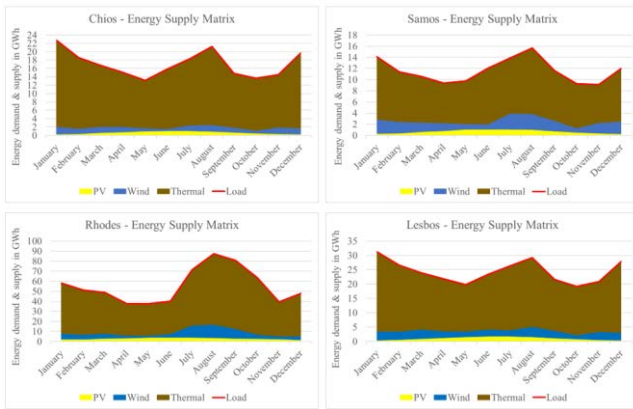 Chios - Energy Supply Matrix
Energy demand & supply in GWh
24
22
20
18
16
14
12
10
8
6
4
2
0
January
February
March
April
May
June
July
August
September
October
November
December
PV Wind Thermal Load
Samos - Energy Supply Matrix
Energy demand & supply in GWh
18
16
14
12
10
8
6
4
2
0
January
February
March
April
May
June
July
August
September
October
November
December
PV Wind Thermal Load
Rhodes - Energy Supply Matrix
Energy demand & supply in GWh
100
90
80
70
60
50
40
30
20
10
0
January
February
March
April
May
June
July
August
September
October
November
December
PV Wind Thermal Load
Lesbos - Energy Supply Matrix
Energy demand & supply in GWh
35
30
25
20
15
10
5
0
January
February
March
April
May
June
July
August
September
October
November
December
PV Wind Thermal Load